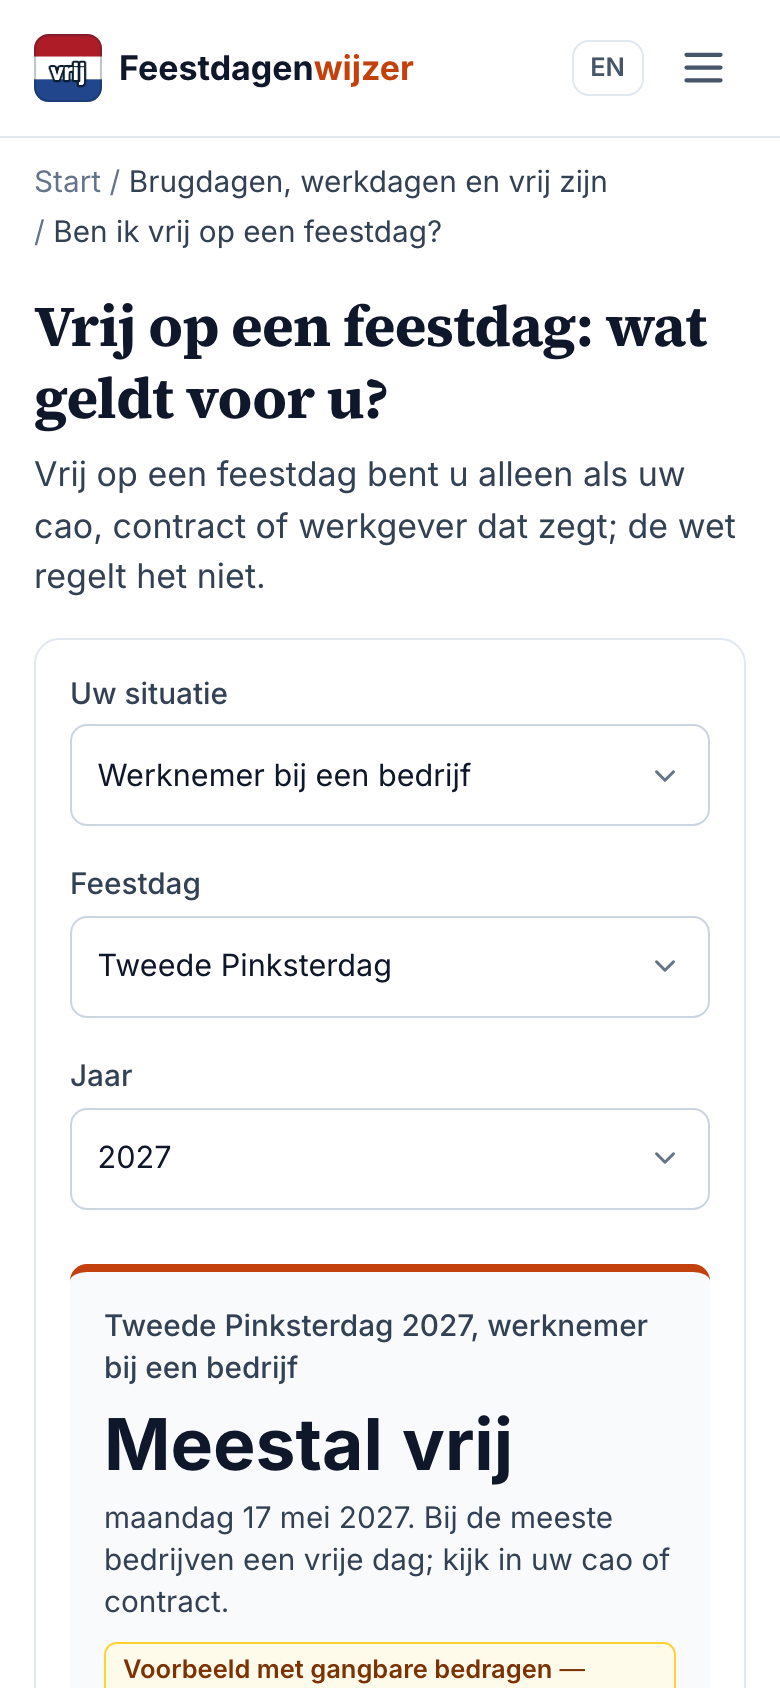 vrij Feestdagenwijzer EN
Start / Brugdagen, werkdagen en vrij zijn
/ Ben ik vrij op een feestdag?
Vrij op een feestdag: wat
geldt voor u?
Vrij op een feestdag bent u alleen als uw
cao, contract of werkgever dat zegt; de wet
regelt het niet.
Uw situatie
Werknemer bij een bedrijf
Feestdag
Tweede Pinksterdag
Jaar
2027
Tweede Pinksterdag 2027, werknemer
bij een bedrijf
Meestal vrij
maandag 17 mei 2027. Bij de meeste
bedrijven een vrije dag; kijk in uw cao of
contract.
Voorbeeld met gangbare bedragen —